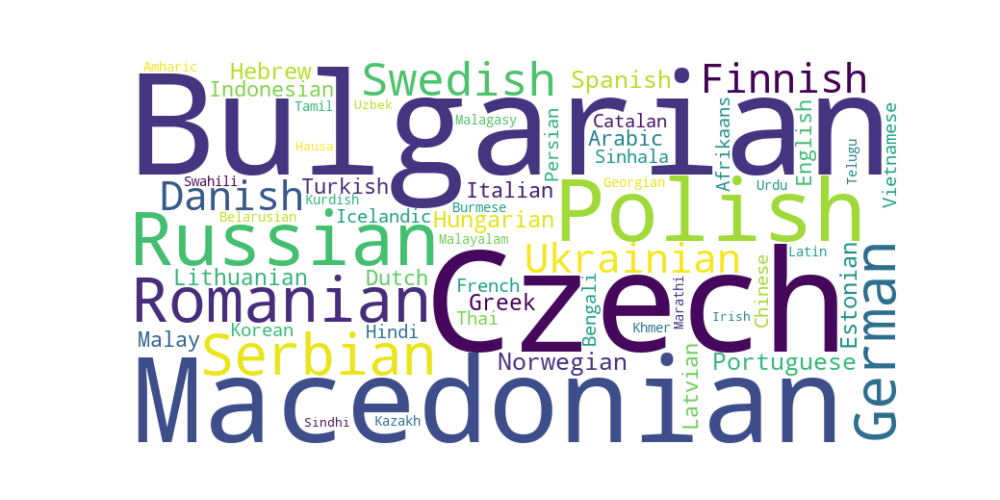 Amharic
Hebrew
Swedish
Spanish
Finnish
Indonesian
Bulgarian
Tamil
Uzbek
Malagasy
Persian
Catalan
Arabic
Sinhala
Afrikaans
English
Telugu
Vietnamese
Hausa
Swahili
Danish
Turkish
Kurdish
Italian
Georgian
Urdu
Polish
Belarusian
Icelandic
Burmese
Hungarian
Russian
Malayalam
Ukrainian
Latin
Czech
Lithuanian
Dutch
French
Greek
Thai
Bengali
Marathi
Khmer
Irish
Chinese
Estonian
German
Romanian
Korean
Hindi
Malay
Serbian
Norwegian
Portuguese
Latvian
Macedonian
Sindhi
Kazakh